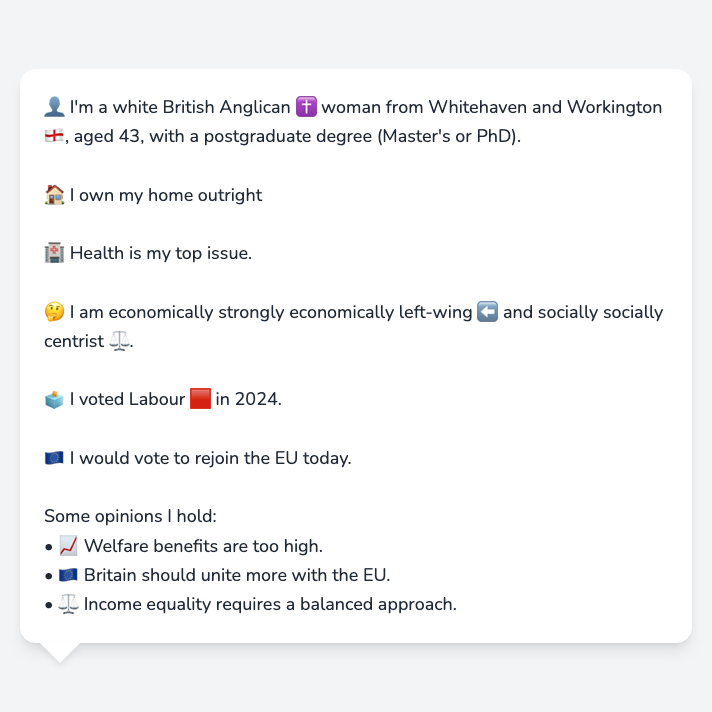 👤 I'm a white British Anglican ✝️ woman from Whitehaven and Workington
🏴󠁧󠁢󠁥󠁮󠁧󠁿, aged 43, with a postgraduate degree (Master's or PhD).
🏠 I own my home outright
🏥 Health is my top issue.
🤔 I am economically strongly economically left-wing ⬅️ and socially socially
centrist ⚖️.
🗳️ I voted Labour 🟥 in 2024.
🇪🇺 I would vote to rejoin the EU today.
Some opinions I hold:
• 📈 Welfare benefits are too high.
• 🇪🇺 Britain should unite more with the EU.
• ⚖️ Income equality requires a balanced approach.